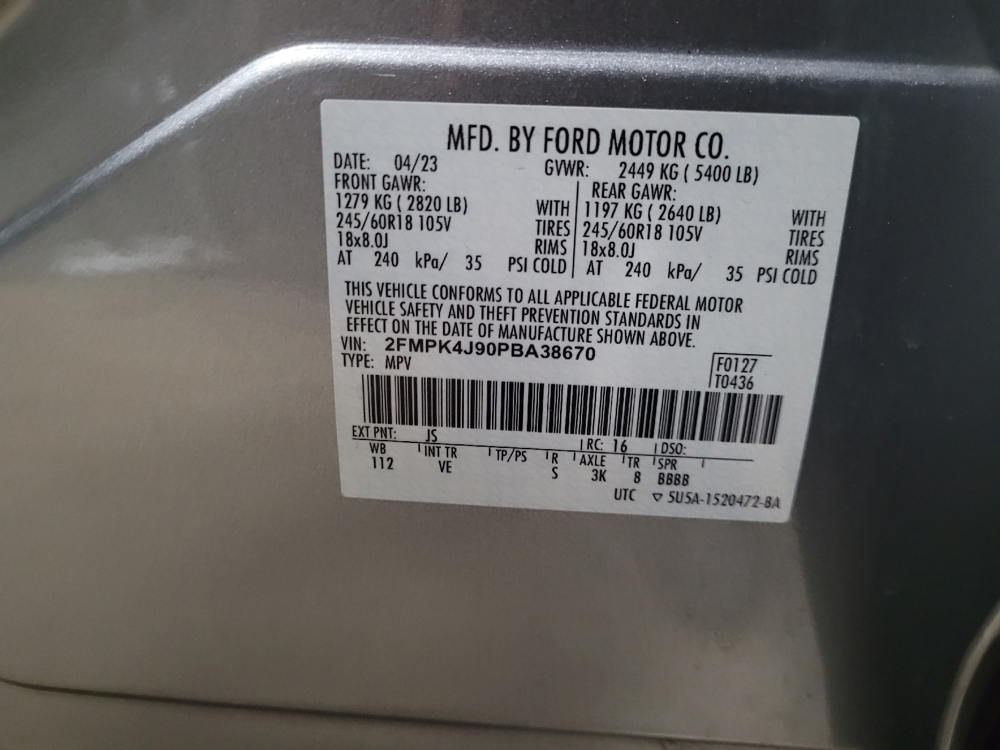 MFD. BY FORD MOTOR CO.
DATE: 04/23 GVWR: 2449 KG ( 5400 LB)
FRONT GAWR: REAR GAWR:
1279 KG ( 2820 LB) WITH 1197 KG ( 2640 LB) WITH
245/60R18 105V TIRES 245/60R18 105V TIRES
18x8.0J RIMS 18x8.0J RIMS
AT 240 kPa/ 35 PSI COLD AT 240 kPa/ 35 PSI COLD
THIS VEHICLE CONFORMS TO ALL APPLICABLE FEDERAL MOTOR
VEHICLE SAFETY AND THEFT PREVENTION STANDARDS IN
EFFECT ON THE DATE OF MANUFACTURE SHOWN ABOVE.
VIN: 2FMPK4J90PBA38670
TYPE: MPV F0127
T0436
EXT PNT: JS RC: 16 DSO:
WB INT TR TP/PS R AXLE TR SPR
112 VE S 3K 8 BBBB
UTC ▽ 5U5A-1520472-BA